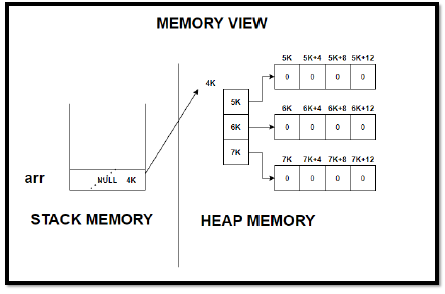 MEMORY VIEW
5K 5K+4 5K+8 5K+12
4K
0 0 0 0
5K
6K 6K+4 6K+8 6K+12
6K
0 0 0 0
7K
7K 7K+4 7K+8 7K+12
arr
NULL 4K
0 0 0 0
STACK MEMORY
HEAP MEMORY